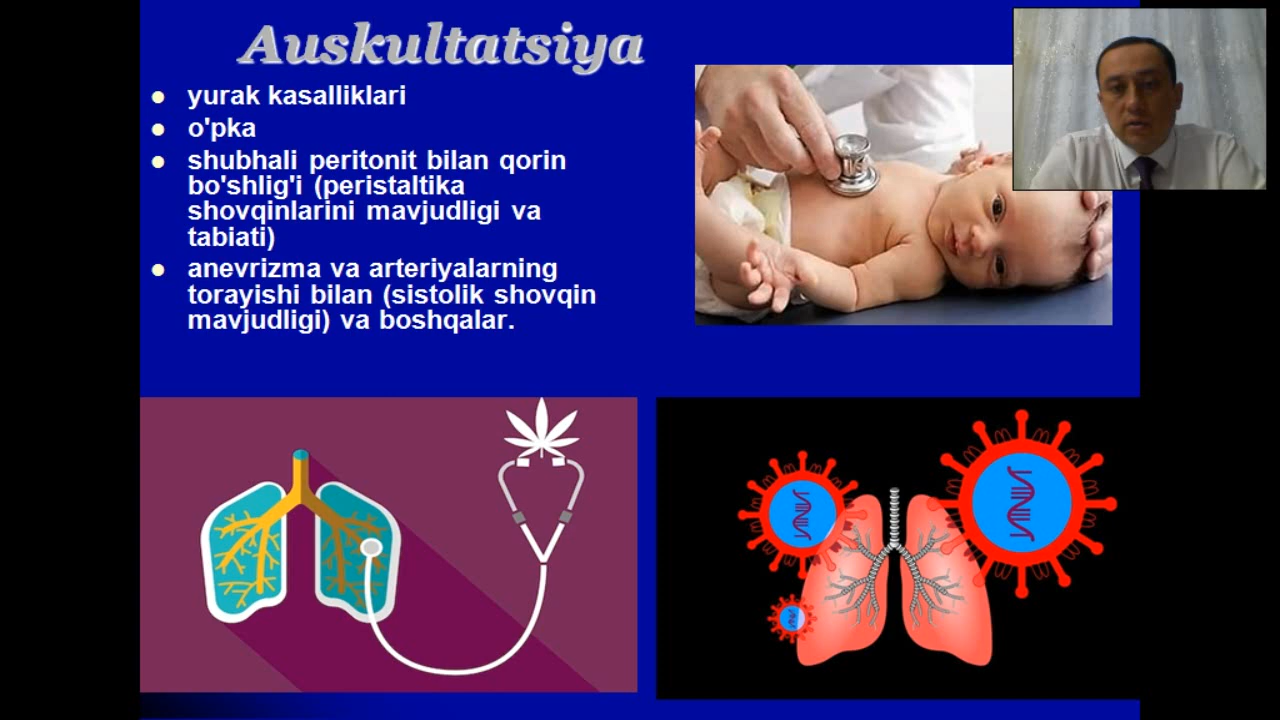 Auskultatsiya
yurak kasalliklari
o'pka
shubhali peritonit bilan qorin
bo'shlig'i (peristaltika
shovqinlarini mavjudligi va
tabiati)
anevrizma va arteriyalarning
torayishi bilan (sistolik shovqin
mavjudligi) va boshqalar.